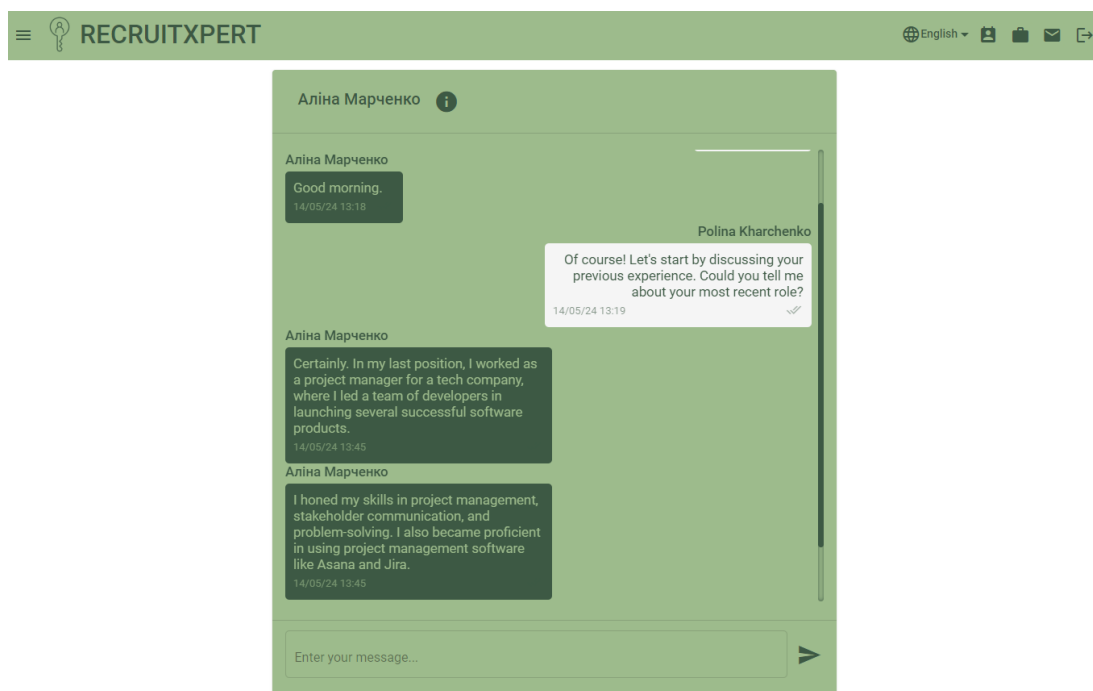 RECRUITXPERT
English
Аліна Марченко
Аліна Марченко
Good morning.
14/05/24 13:18
Polina Kharchenko
Of course! Let's start by discussing your
previous experience. Could you tell me
about your most recent role?
14/05/24 13:19
Аліна Марченко
Certainly. In my last position, I worked as
a project manager for a tech company,
where I led a team of developers in
launching several successful software
products.
14/05/24 13:45
Аліна Марченко
I honed my skills in project management,
stakeholder communication, and
problem-solving. I also became proficient
in using project management software
like Asana and Jira.
14/05/24 13:45
Enter your message...